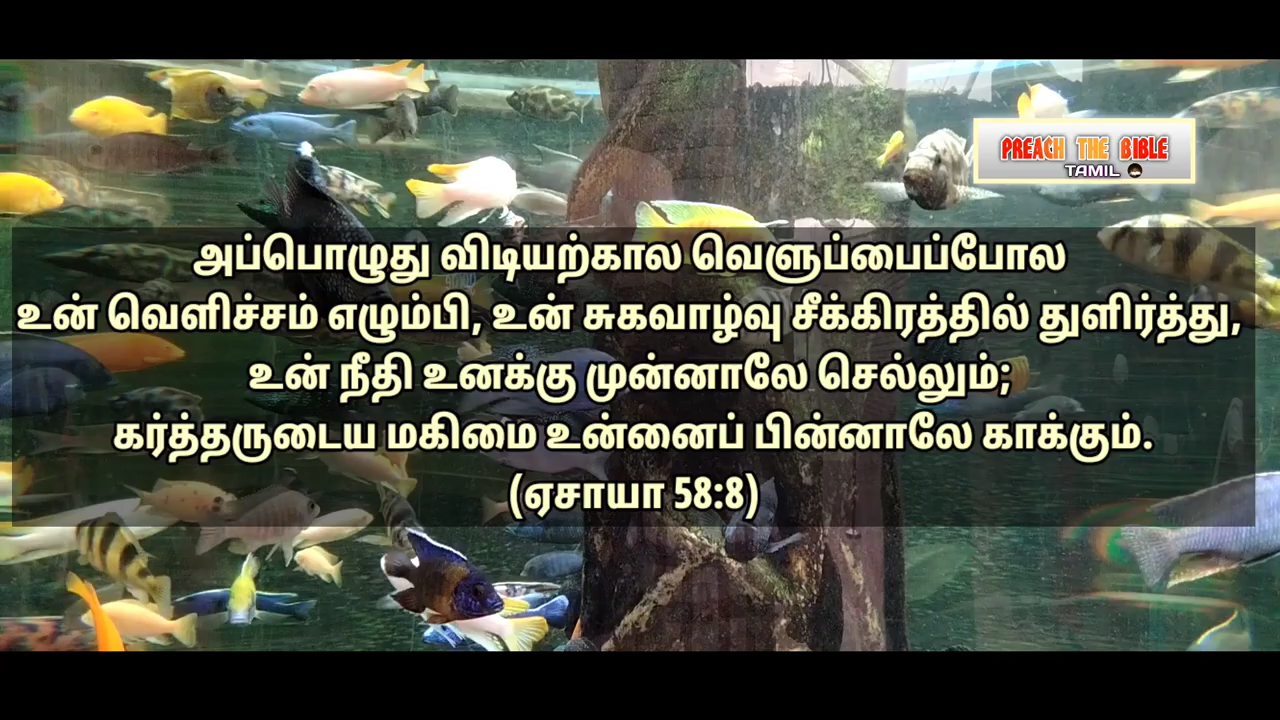 PREACH THE BIBLE
TAMIL
அப்பொழுது விடியற்கால வெளுப்பைப்போல
உன் வெளிச்சம் எழும்பி, உன் சுகவாழ்வு சீக்கிரத்தில் துளிர்த்து,
உன் நீதி உனக்கு முன்னாலே செல்லும்;
கர்த்தருடைய மகிமை உன்னைப் பின்னாலே காக்கும்.
(ஏசாயா 58:8)